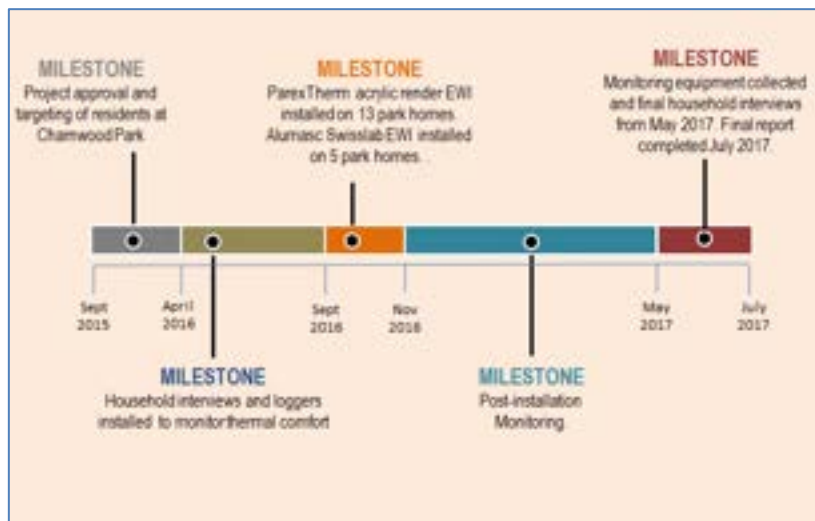 MILESTONE
Project approval and
targeting of residents at
Charnwood Park
MILESTONE
ParexTherm acrylic render EWI
installed on 13 park homes
Alumasc Swisslab EWI installed
on 5 park homes.
MILESTONE
Monitoring equipment collected
and final household interviews
from May 2017. Final report
completed July 2017.
Sept
2015
April
2016
Sept
2016
Nov
2016
May
2017
July
2017
MILESTONE
Household interviews and loggers
installed to monitor thermal comfort
MILESTONE
Post-installation
Monitoring